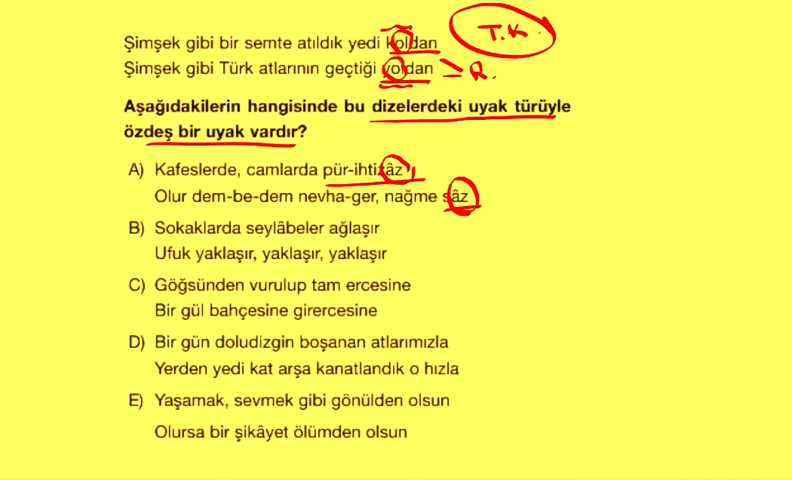 Şimşek gibi bir semte atıldık yedi koldan
T.K
Şimşek gibi Türk atlarının geçtiği yoldan
R.
Aşağıdakilerin hangisinde bu dizelerdeki uyak türüyle
özdeş bir uyak vardır?
A) Kafeslerde, camlarda pür-ihtizâz
Olur dem-be-dem nevha-ger, nağme sâz
B) Sokaklarda seylâbeler ağlaşır
Ufuk yaklaşır, yaklaşır, yaklaşır
C) Göğsünden vurulup tam ercesine
Bir gül bahçesine girercesine
D) Bir gün doludizgin boşanan atlarımızla
Yerden yedi kat arşa kanatlandık o hızla
E) Yaşamak, sevmek gibi gönülden olsun
Olursa bir şikâyet ölümden olsun